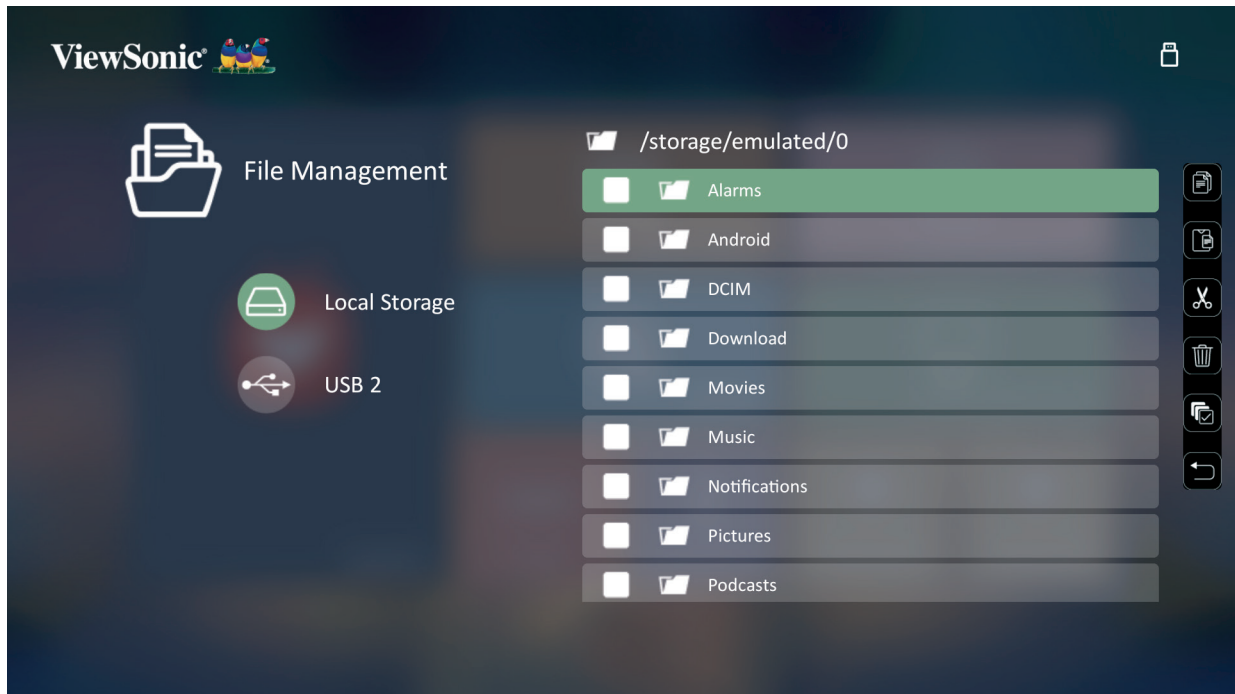 ViewSonic®
File Management
Local Storage
USB 2
/storage/emulated/0
Alarms
Android
DCIM
Download
Movies
Music
Notifications
Pictures
Podcasts